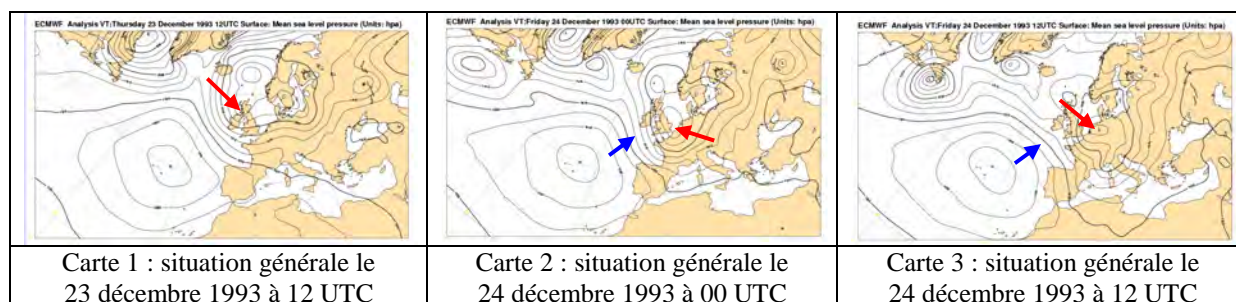 ECMWF Analysis VT:Thursday 23 December 1993 12UTC Surface: Mean sea level pressure (Units: hpa)
ECMWF Analysis VT:Friday 24 December 1993 00UTC Surface: Mean sea level pressure (Units: hpa)
ECMWF Analysis VT:Friday 24 December 1993 12UTC Surface: Mean sea level pressure (Units: hpa)
Carte 1 : situation générale le
23 décembre 1993 à 12 UTC
Carte 2 : situation générale le
24 décembre 1993 à 00 UTC
Carte 3 : situation générale le
24 décembre 1993 à 12 UTC